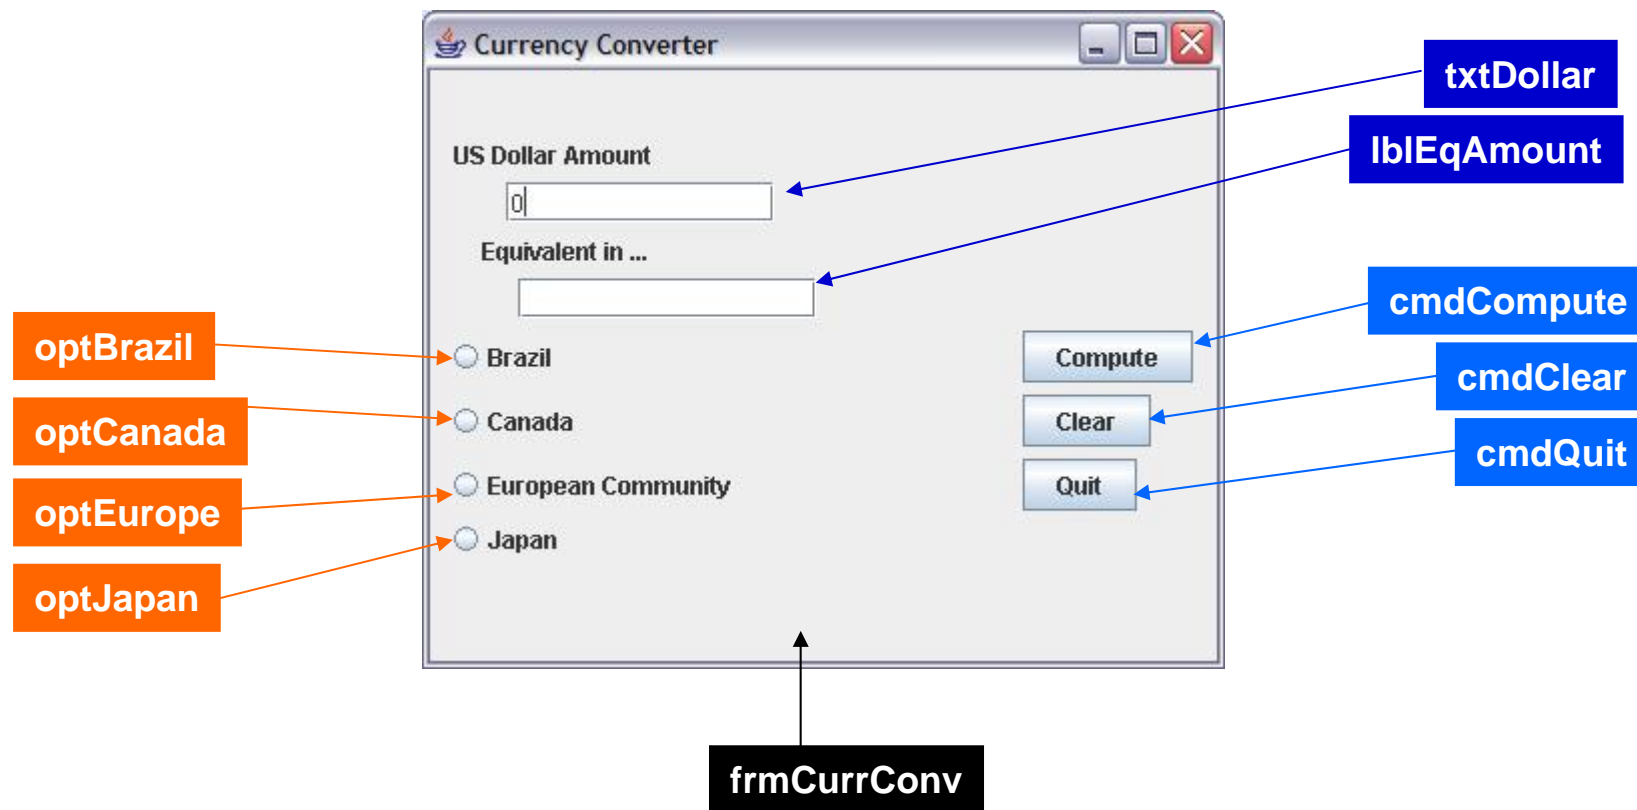 Currency Converter
txtDollar
lblEqAmount
US Dollar Amount
0
Equivalent in ...
cmdCompute
optBrazil
Brazil
Compute
cmdClear
optCanada
Canada
Clear
cmdQuit
optEurope
European Community
Quit
optJapan
Japan
frmCurrConv